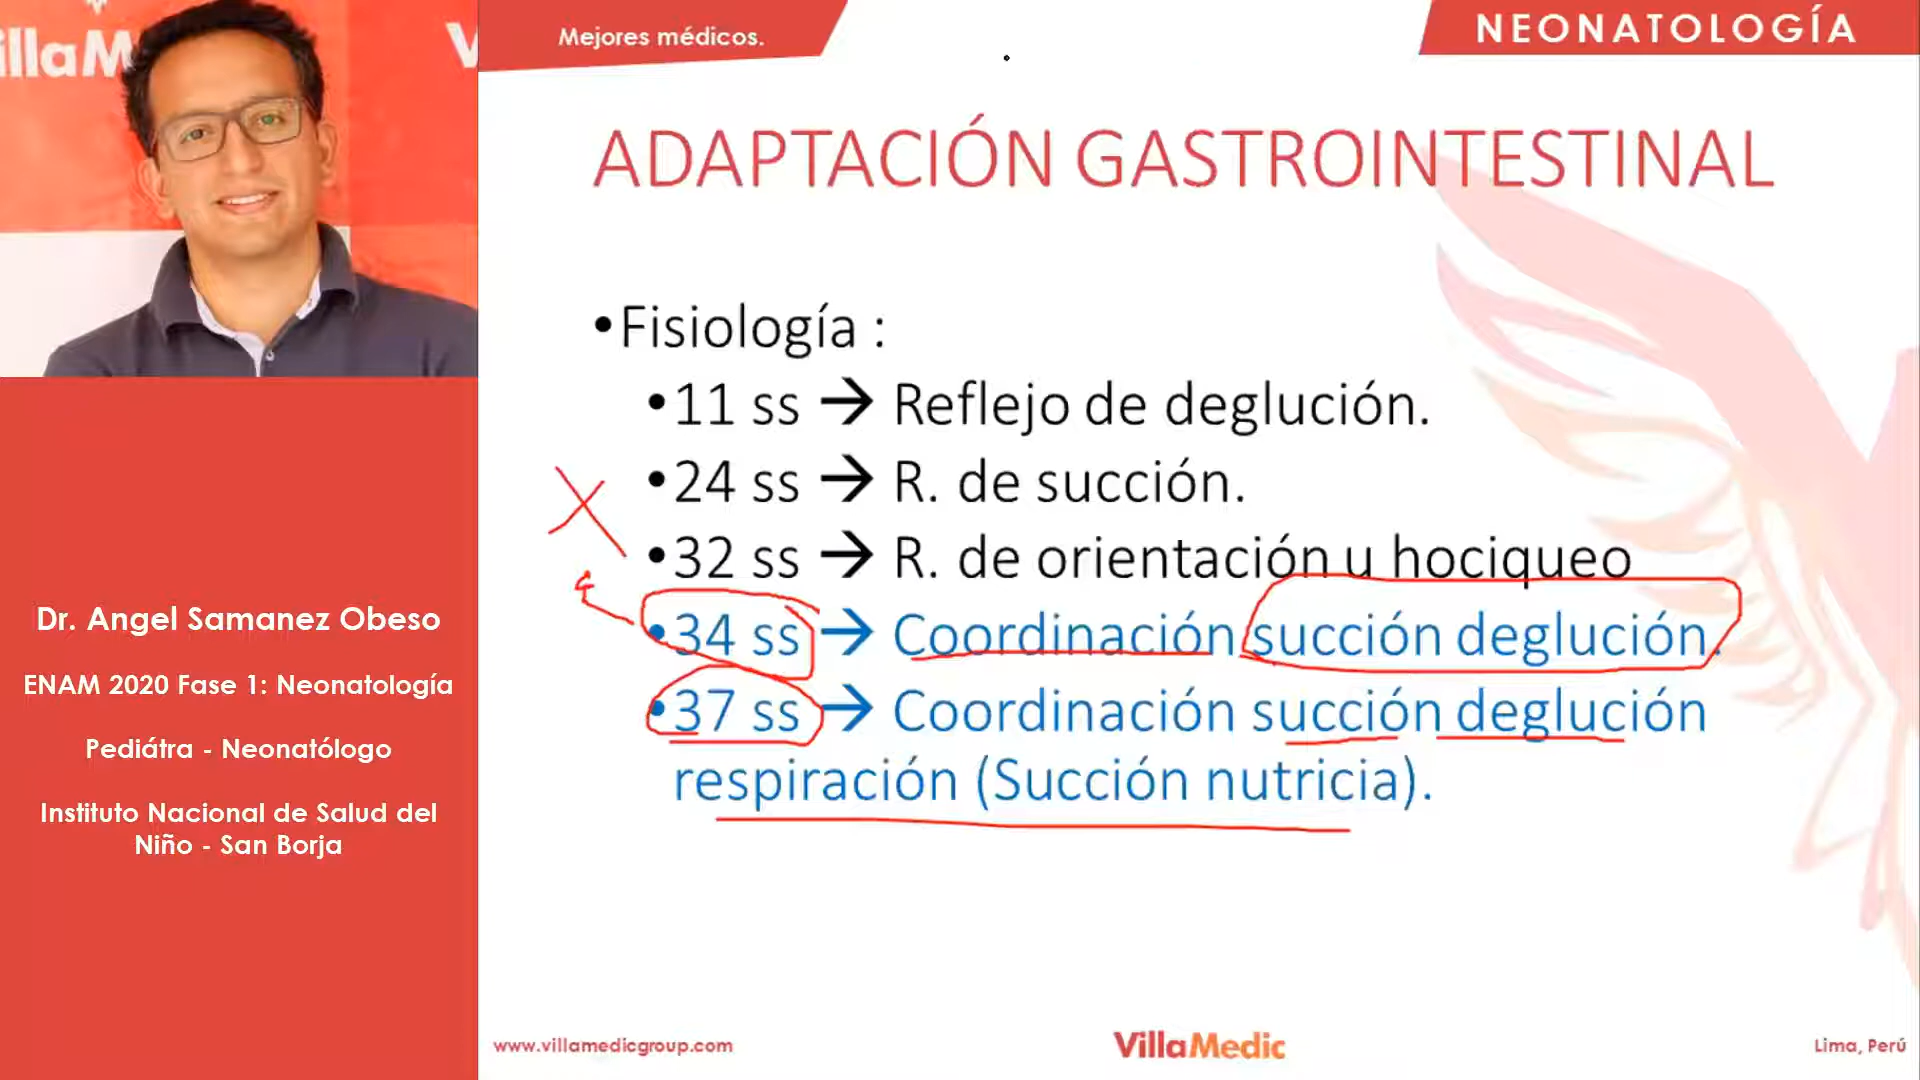 illaM
V
Mejores médicos.
NEONATOLOGÍA
ADAPTACIÓN GASTROINTESTINAL
•Fisiología :
•11 ss → Reflejo de deglución.
•24 ss → R. de succión.
•32 ss → R. de orientación u hociqueo
•34 ss → Coordinación succión deglución.
•37 ss → Coordinación succión deglución
respiración (Succión nutricia).
Dr. Angel Samanez Obeso
ENAM 2020 Fase 1: Neonatología
Pediátra - Neonatólogo
Instituto Nacional de Salud del
Niño - San Borja
www.villamedicgroup.com
VillaMedic
Lima, Perú